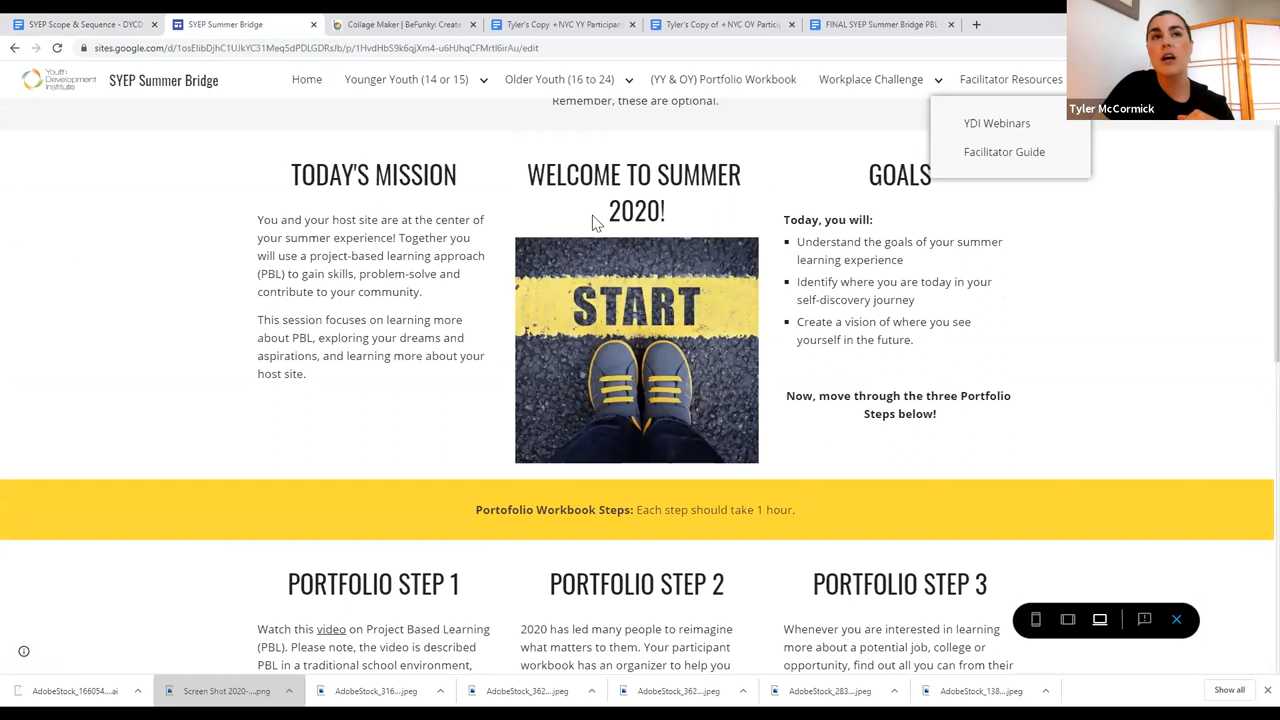 SYEP Scope & Sequence - DYCD
SYEP Summer Bridge
Collage Maker | BeFunky: Create
Tyler's Copy ★NYC YY Participan
Tyler's Copy of ★NYC OY Partici
FINAL SYEP Summer Bridge PBL
sites.google.com/d/1osElibDjhC1UJkYC31Meq5dPDLGDRsJb/p/1HvdHbS9k6qjXm4-u6HJhqCFMrtl6irAu/edit
Youth Development Institute
SYEP Summer Bridge
Home
Younger Youth (14 or 15)
Older Youth (16 to 24)
(YY & OY) Portfolio Workbook
Workplace Challenge
Facilitator Resources
Tyler McCormick
YDI Webinars
Facilitator Guide
Remember, these are optional.
TODAY'S MISSION
You and your host site are at the center of
your summer experience! Together you
will use a project-based learning approach
(PBL) to gain skills, problem-solve and
contribute to your community.
This session focuses on learning more
about PBL, exploring your dreams and
aspirations, and learning more about your
host site.
WELCOME TO SUMMER
2020!
START
GOALS
Today, you will:
Understand the goals of your summer
learning experience
Identify where you are today in your
self-discovery journey
Create a vision of where you see
yourself in the future.
Now, move through the three Portfolio
Steps below!
Portofolio Workbook Steps: Each step should take 1 hour.
PORTFOLIO STEP 1
Watch this video on Project Based Learning
(PBL). Please note, the video is described
PBL in a traditional school environment,
PORTFOLIO STEP 2
2020 has led many people to reimagine
what matters to them. Your participant
workbook has an organizer to help you
PORTFOLIO STEP 3
Whenever you are interested in learning
more about a potential job, college or
opportunity, find out all you can from their
AdobeStock_166054....ai
Screen Shot 2020-....png
AdobeStock_316....jpeg
AdobeStock_362....jpeg
AdobeStock_362....jpeg
AdobeStock_283....jpeg
AdobeStock_138....jpeg
Show all